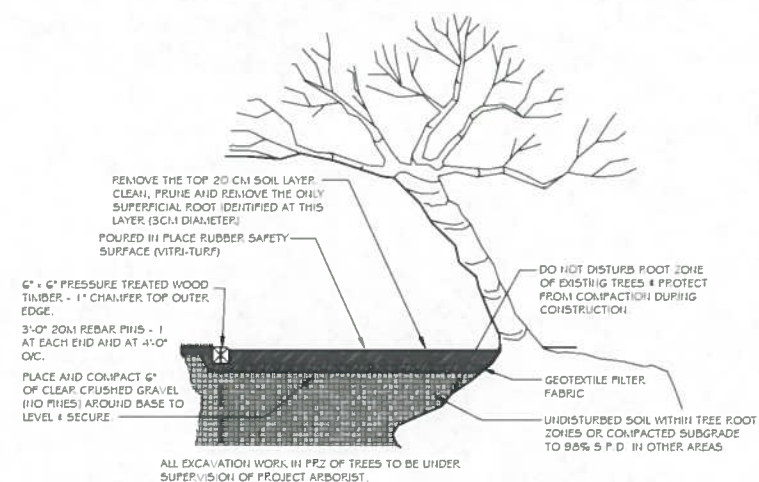 REMOVE THE TOP 20 CM SOIL LAYER.
CLEAN, PRUNE AND REMOVE THE ONLY
SUPERFICIAL ROOT IDENTIFIED AT THIS
LAYER (3CM DIAMETER)
POURED IN PLACE RUBBER SAFETY
SURFACE (VITRI-TURF)
6" x 6" PRESSURE TREATED WOOD
TIMBER - 1" CHAMFER TOP OUTER
EDGE.
3'-0" 20M REBAR PINS - 1
AT EACH END AND AT 4'-0"
O/C.
PLACE AND COMPACT 6"
OF CLEAR CRUSHED GRAVEL
(NO FINES) AROUND BASE TO
LEVEL & SECURE.
DO NOT DISTURB ROOT ZONE
OF EXISTING TREES & PROTECT
FROM COMPACTION DURING
CONSTRUCTION.
GEOTEXTILE FILTER
FABRIC
UNDISTURBED SOIL WITHIN TREE ROOT
ZONES OR COMPACTED SUBGRADE
TO 98% S.P.D. IN OTHER AREAS.
ALL EXCAVATION WORK IN PRZ OF TREES TO BE UNDER
SUPERVISION OF PROJECT ARBORIST.